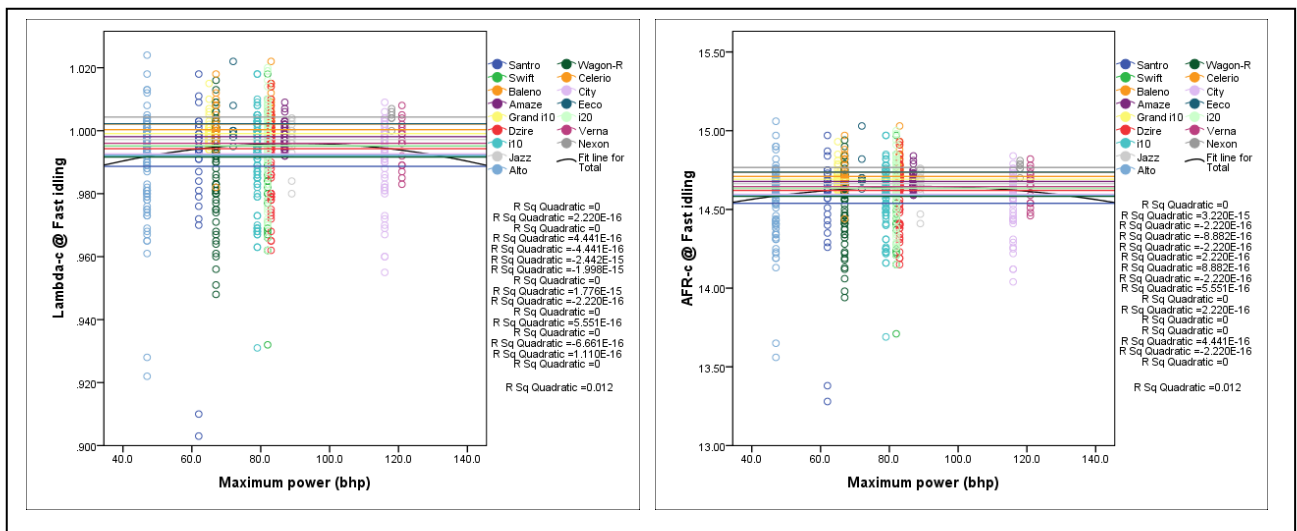 1.020
1.000
.980
.960
.940
.920
.900
Lambda-c @ Fast idling
40.0 60.0 80.0 100.0 120.0 140.0
Maximum power (bhp)
Santro Wagon-R
Swift Celerio
Baleno City
Amaze Eeco
Grand i10 i20
Dzire Verna
i10 Nexon
Jazz Fit line for
Alto Total
R Sq Quadratic =0
R Sq Quadratic =2.220E-16
R Sq Quadratic =0
R Sq Quadratic =4.441E-16
R Sq Quadratic =-4.441E-16
R Sq Quadratic =-2.442E-15
R Sq Quadratic =-1.998E-15
R Sq Quadratic =0
R Sq Quadratic =1.776E-15
R Sq Quadratic =-2.220E-16
R Sq Quadratic =0
R Sq Quadratic =5.551E-16
R Sq Quadratic =0
R Sq Quadratic =-6.661E-16
R Sq Quadratic =1.110E-16
R Sq Quadratic =0
R Sq Quadratic =0.012
15.50
15.00
14.50
14.00
13.50
13.00
AFR-c @ Fast idling
40.0 60.0 80.0 100.0 120.0 140.0
Maximum power (bhp)
Santro Wagon-R
Swift Celerio
Baleno City
Amaze Eeco
Grand i10 i20
Dzire Verna
i10 Nexon
Jazz Fit line for
Alto Total
R Sq Quadratic =0
R Sq Quadratic =3.220E-15
R Sq Quadratic =-2.220E-16
R Sq Quadratic =-8.882E-16
R Sq Quadratic =-2.220E-16
R Sq Quadratic =2.220E-16
R Sq Quadratic =8.882E-16
R Sq Quadratic =-2.220E-16
R Sq Quadratic =5.551E-16
R Sq Quadratic =0
R Sq Quadratic =2.220E-16
R Sq Quadratic =0
R Sq Quadratic =0
R Sq Quadratic =4.441E-16
R Sq Quadratic =-2.220E-16
R Sq Quadratic =0
R Sq Quadratic =0.012